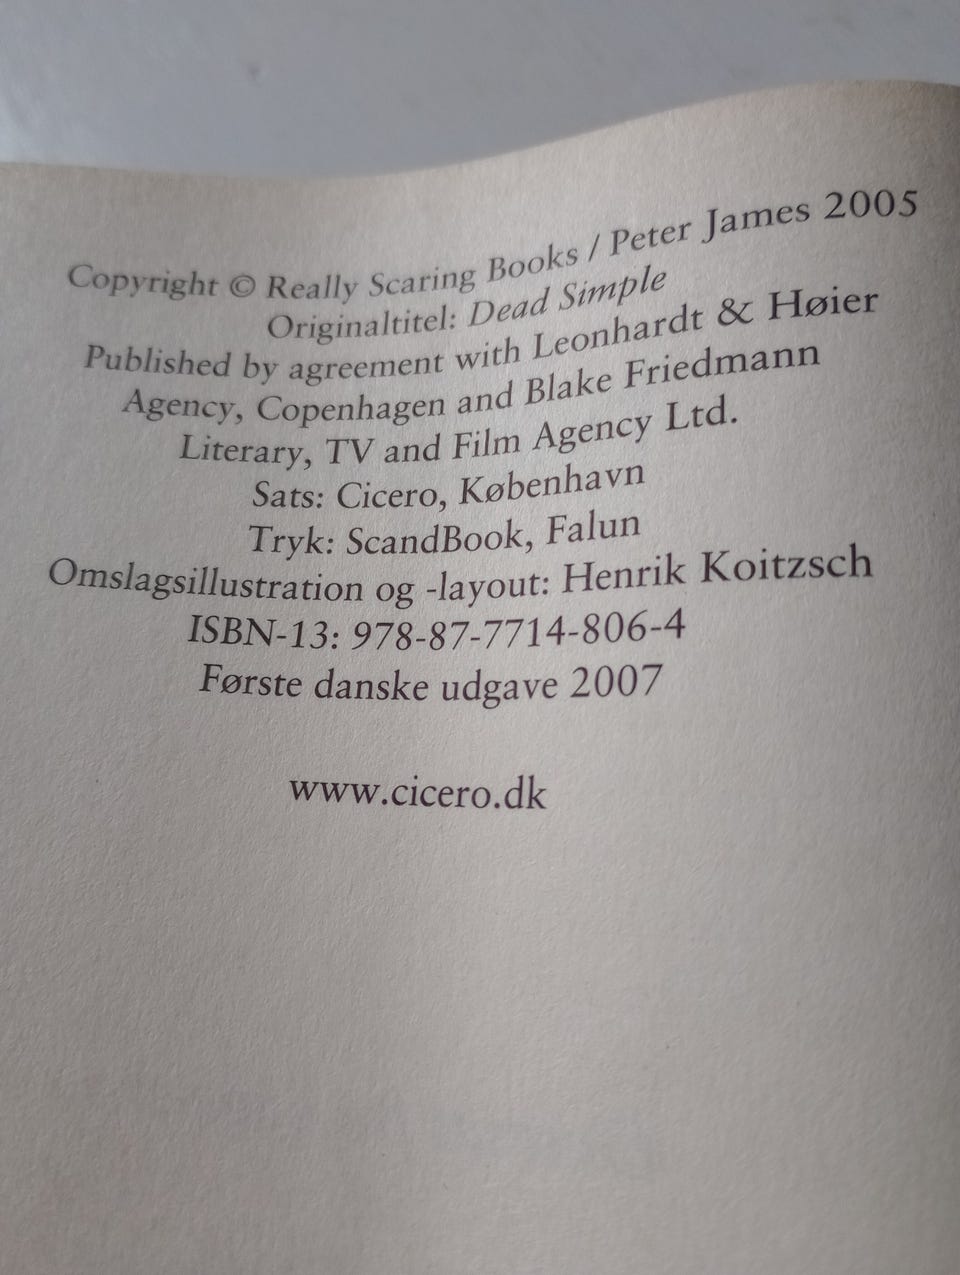 Copyright © Really Scaring Books / Peter James 2005
Originaltitel: Dead Simple
Published by agreement with Leonhardt & Høier
Agency, Copenhagen and Blake Friedmann
Literary, TV and Film Agency Ltd.
Sats: Cicero, København
Tryk: ScandBook, Falun
Omslagsillustration og -layout: Henrik Koitzsch
ISBN-13: 978-87-7714-806-4
Første danske udgave 2007
www.cicero.dk